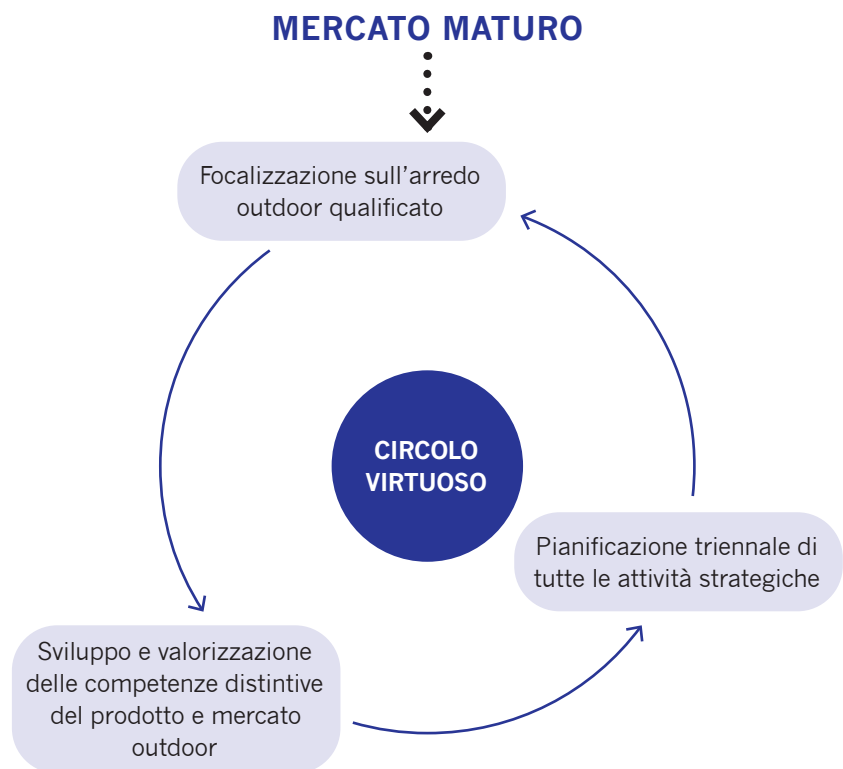 MERCATO MATURO
Focalizzazione sull’arredo
outdoor qualificato
CIRCOLO
VIRTUOSO
Pianificazione triennale di
tutte le attività strategiche
Sviluppo e valorizzazione
delle competenze distintive
del prodotto e mercato
outdoor